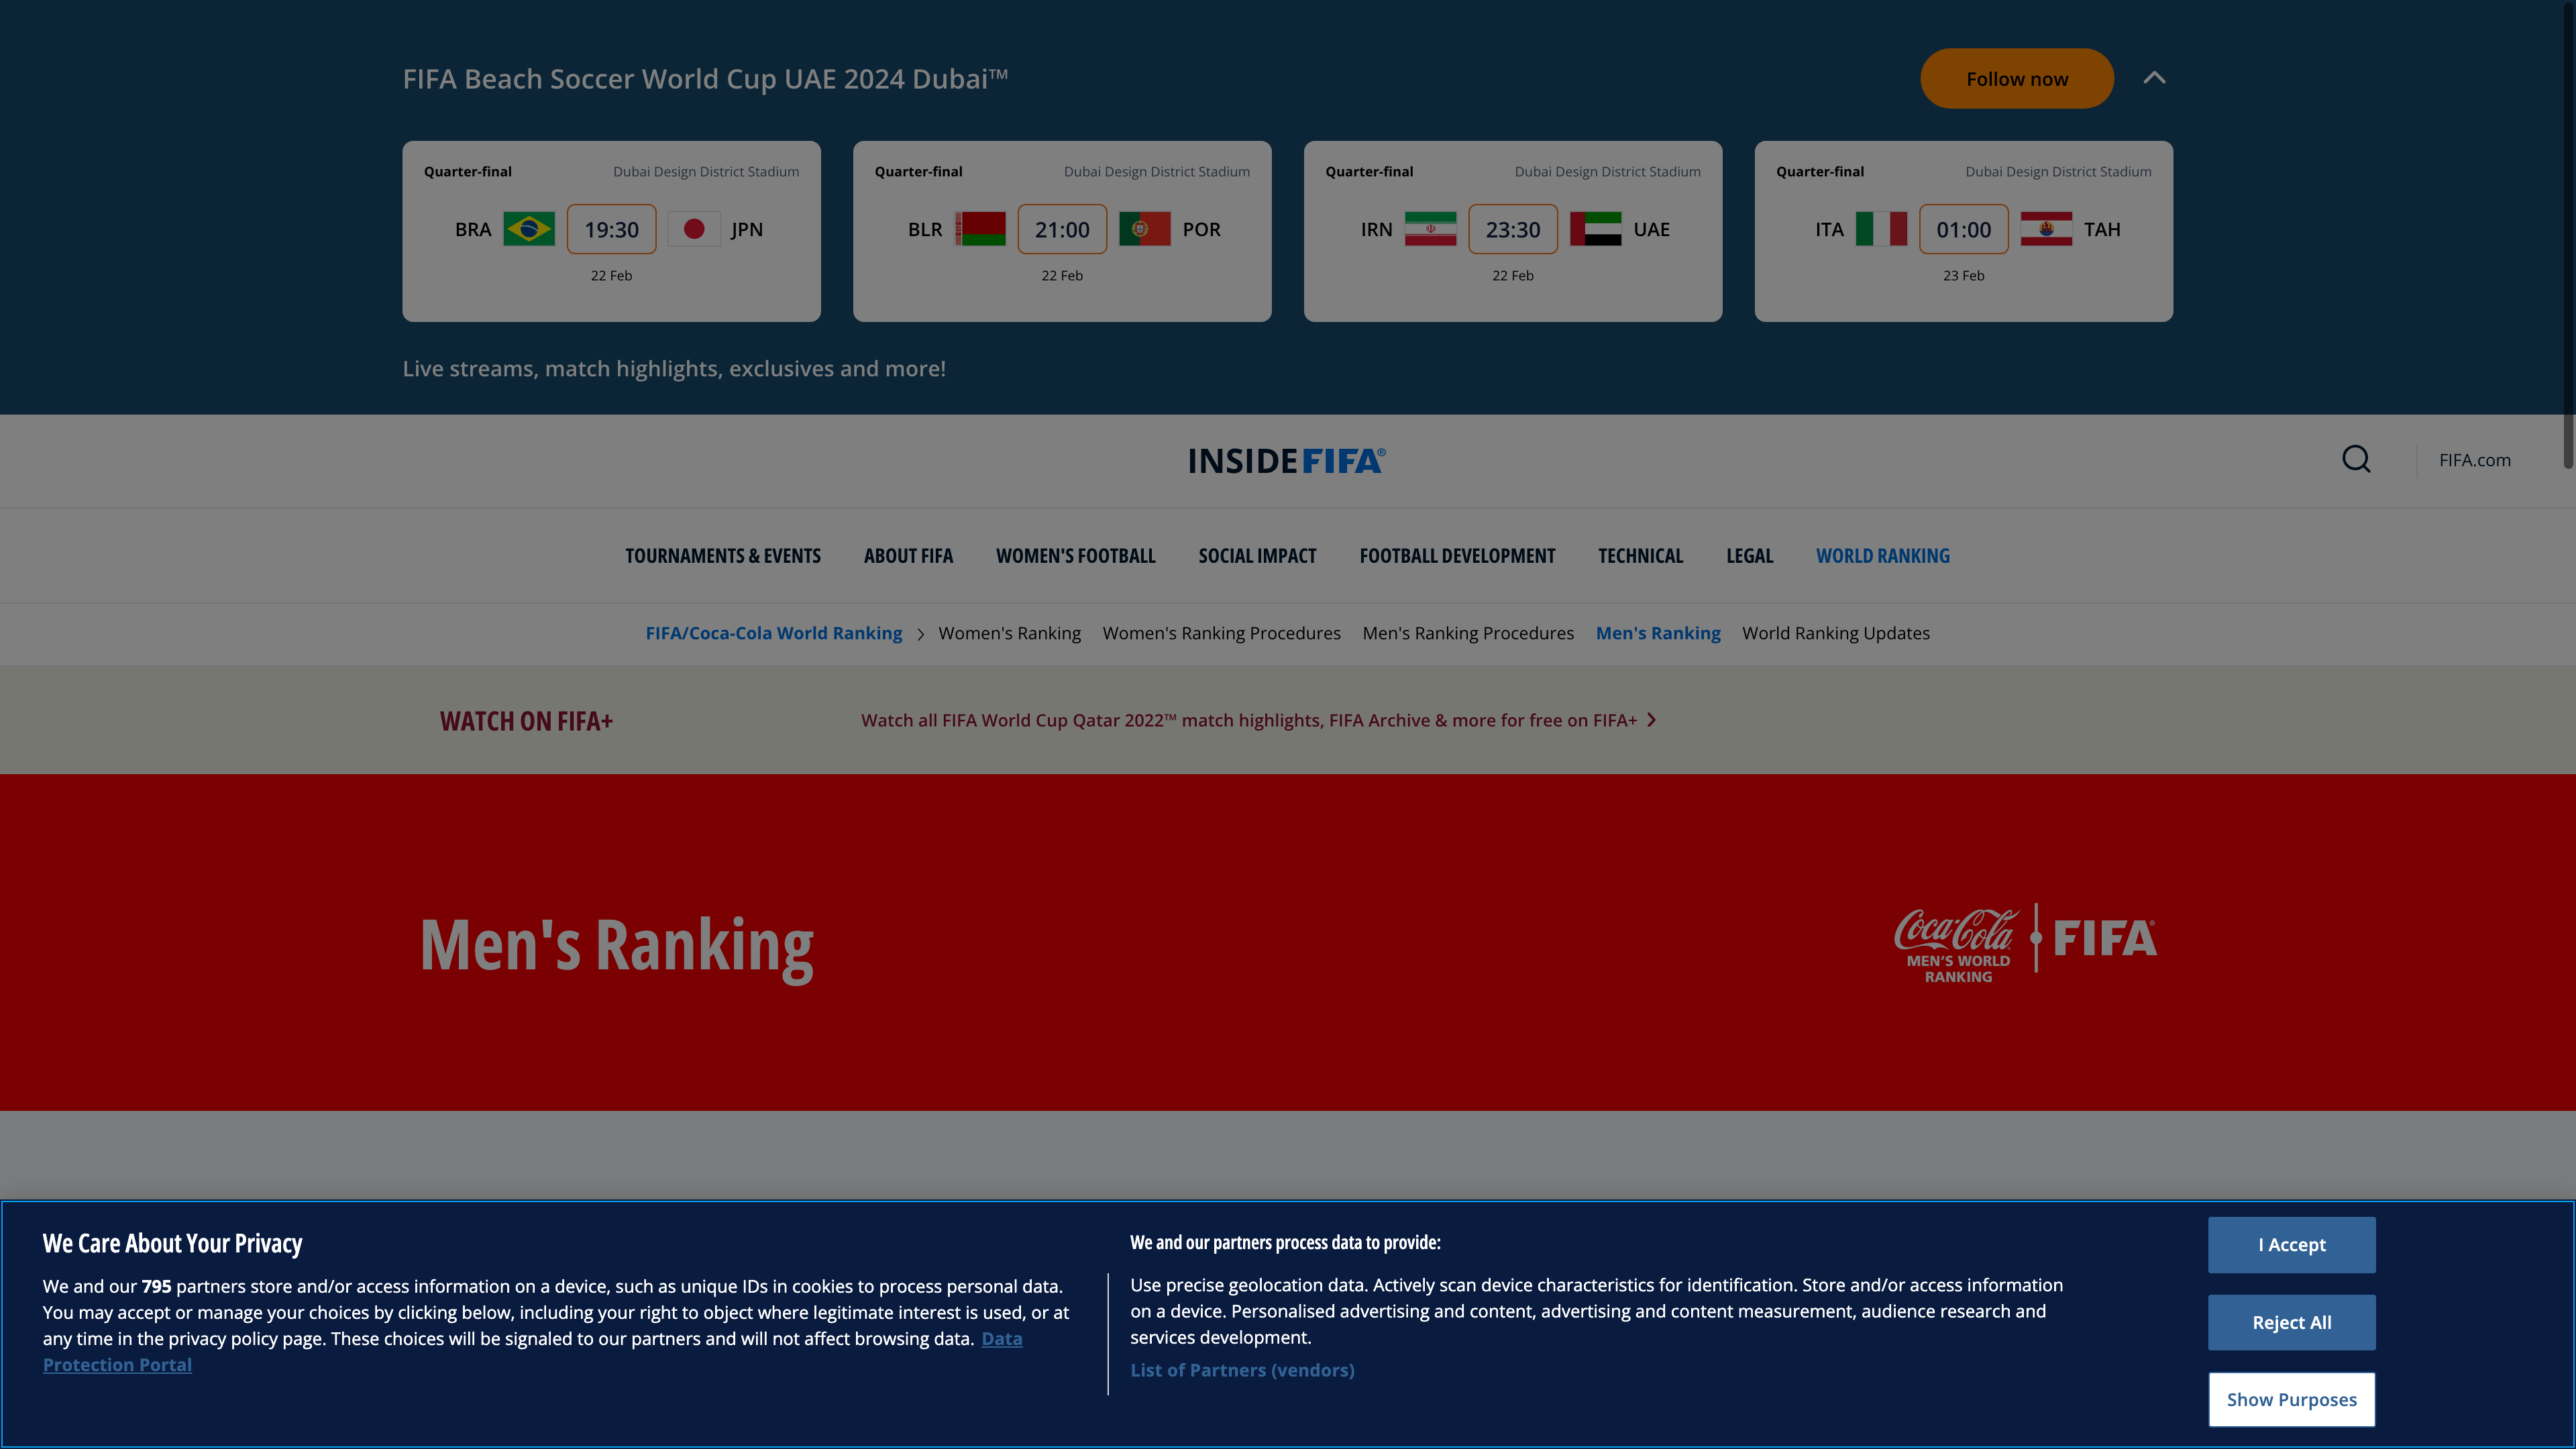 FIFA Beach Soccer World Cup UAE 2024 Dubai™
Follow now
Quarter-final Dubai Design District Stadium
BRA 19:30 JPN
22 Feb
Quarter-final Dubai Design District Stadium
BLR 21:00 POR
22 Feb
Quarter-final Dubai Design District Stadium
IRN 23:30 UAE
22 Feb
Quarter-final Dubai Design District Stadium
ITA 01:00 TAH
23 Feb
Live streams, match highlights, exclusives and more!
INSIDE FIFA®
FIFA.com
TOURNAMENTS & EVENTS ABOUT FIFA WOMEN'S FOOTBALL SOCIAL IMPACT FOOTBALL DEVELOPMENT TECHNICAL LEGAL WORLD RANKING
FIFA/Coca-Cola World Ranking Women's Ranking Women's Ranking Procedures Men's Ranking Procedures Men's Ranking World Ranking Updates
WATCH ON FIFA+
Watch all FIFA World Cup Qatar 2022™ match highlights, FIFA Archive & more for free on FIFA+
Men's Ranking
Coca-Cola
MEN'S WORLD
RANKING
FIFA®
We Care About Your Privacy
We and our 795 partners store and/or access information on a device, such as unique IDs in cookies to process personal data.
You may accept or manage your choices by clicking below, including your right to object where legitimate interest is used, or at
any time in the privacy policy page. These choices will be signaled to our partners and will not affect browsing data. Data
Protection Portal
We and our partners process data to provide:
Use precise geolocation data. Actively scan device characteristics for identification. Store and/or access information
on a device. Personalised advertising and content, advertising and content measurement, audience research and
services development.
List of Partners (vendors)
I Accept
Reject All
Show Purposes